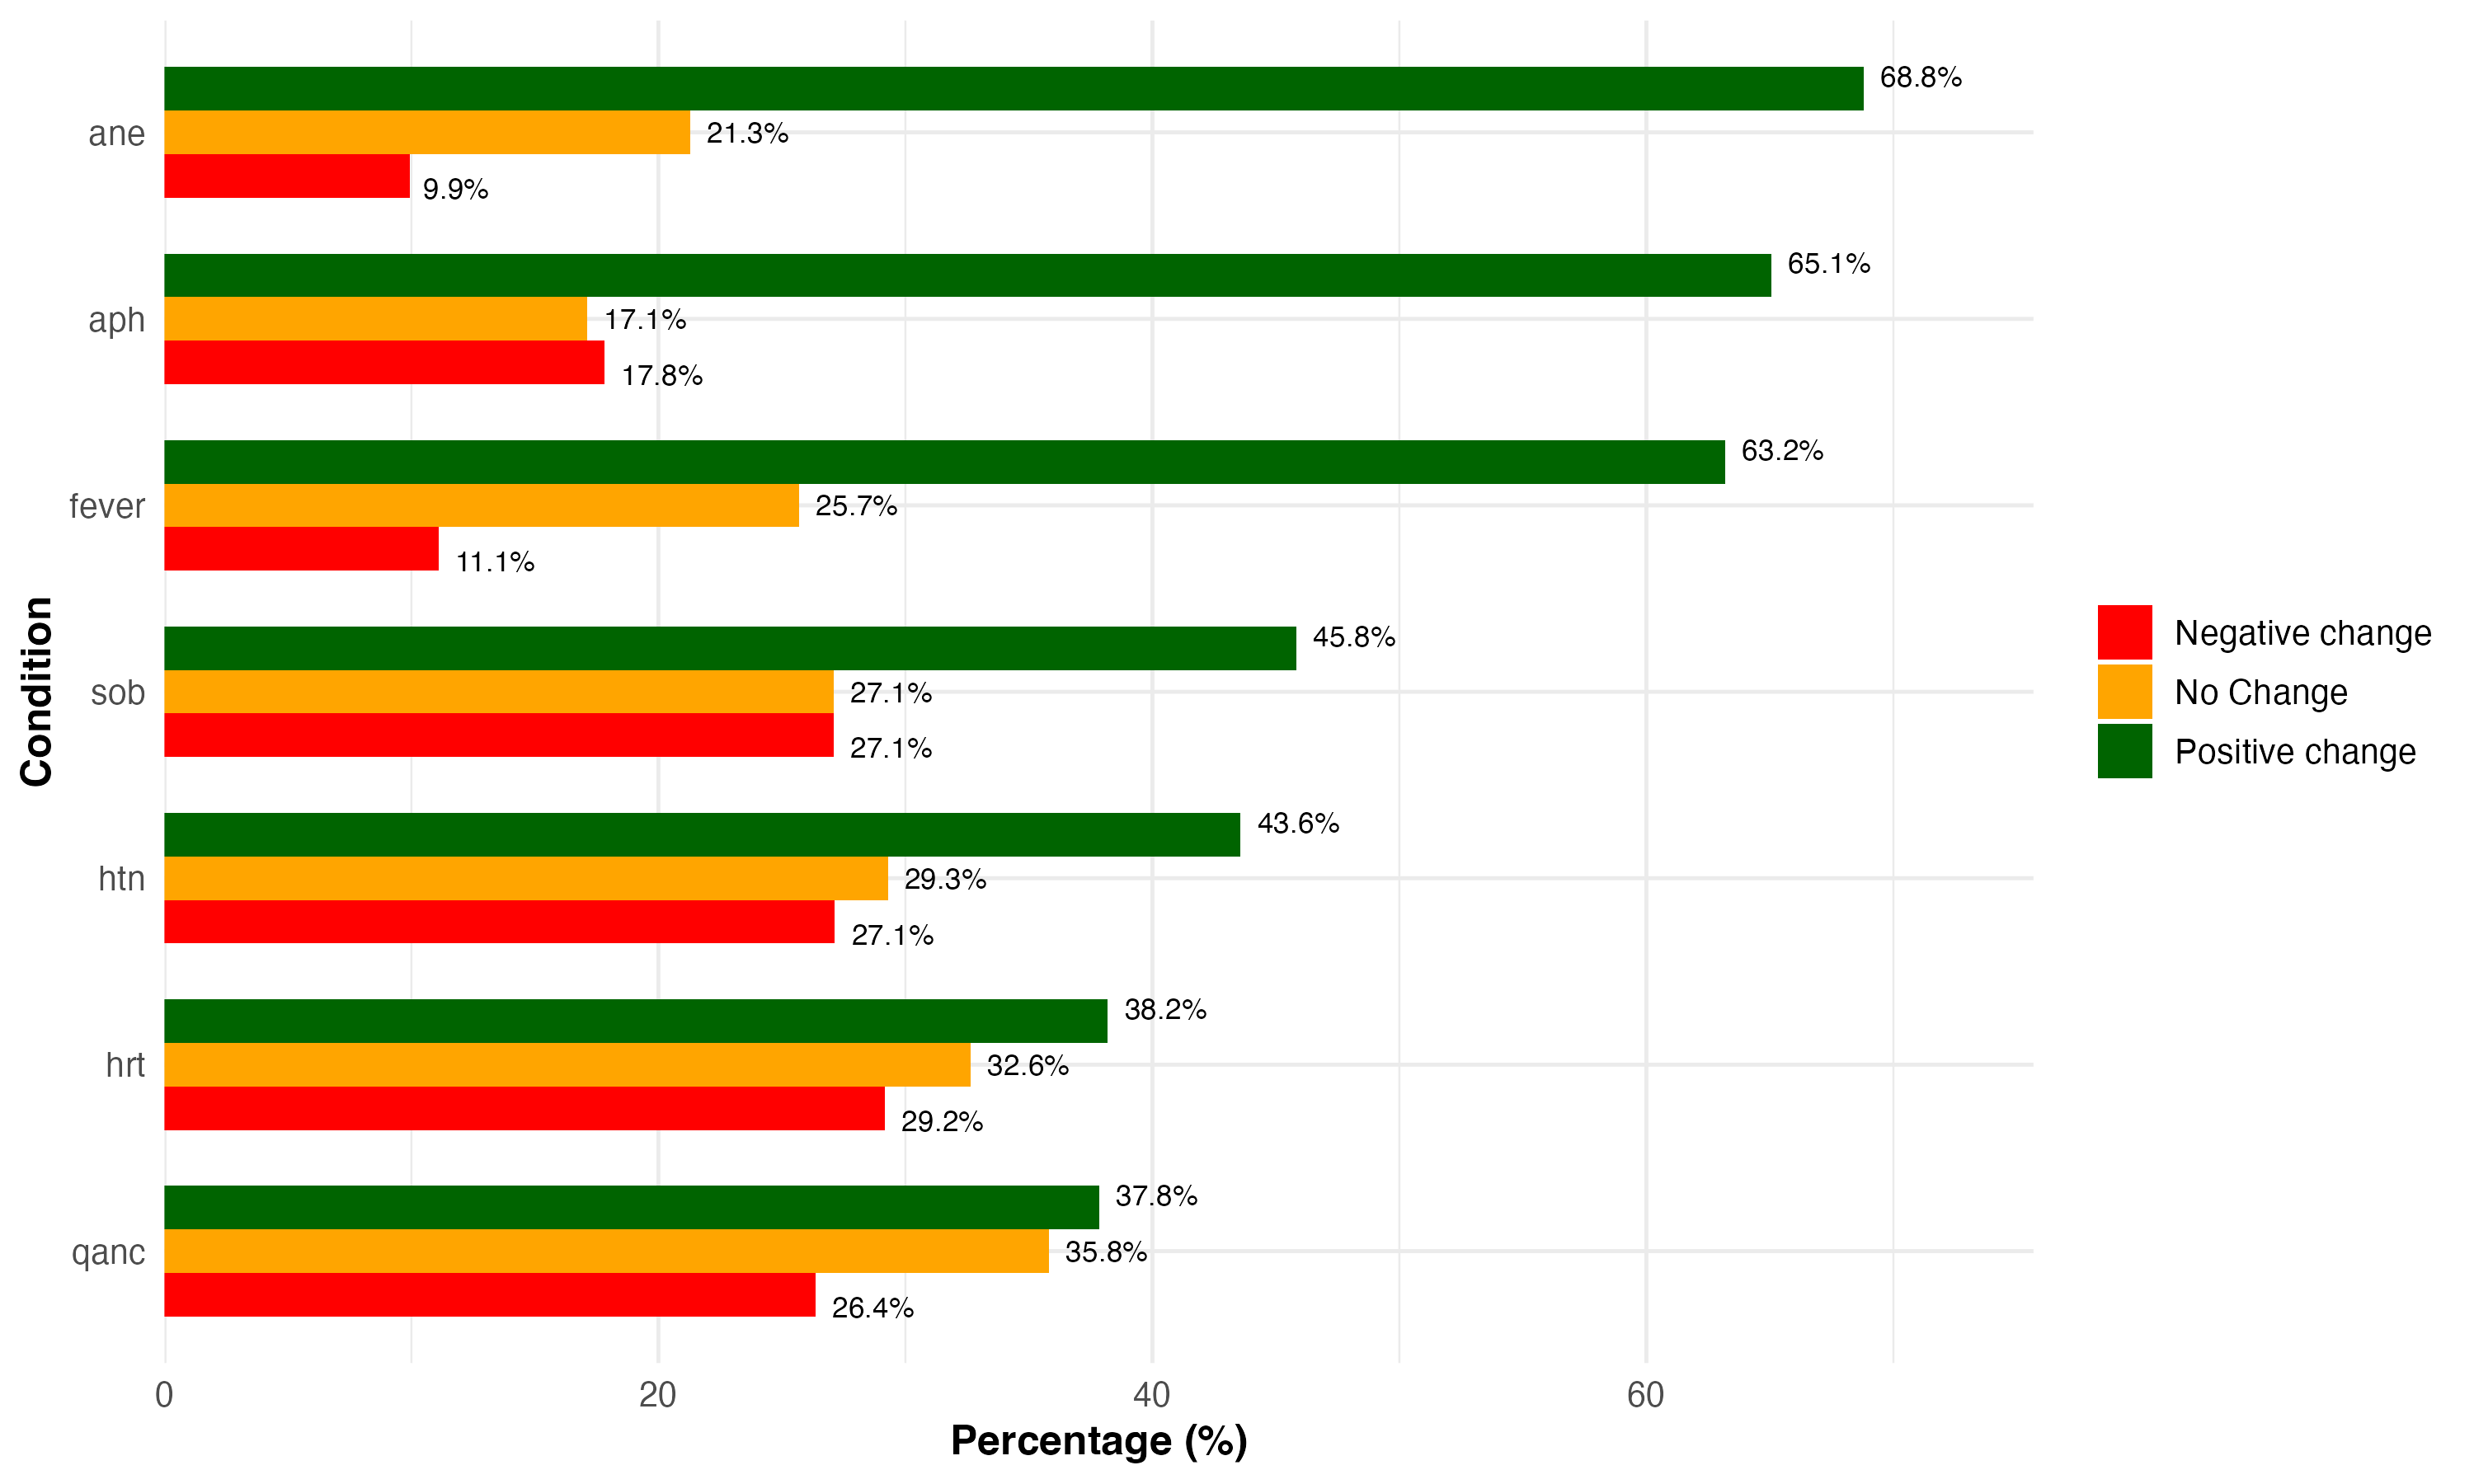 ane
68.8%
21.3%
9.9%
aph
65.1%
17.1%
17.8%
fever
63.2%
25.7%
11.1%
sob
45.8%
27.1%
27.1%
htn
43.6%
29.3%
27.1%
hrt
38.2%
32.6%
29.2%
qanc
37.8%
35.8%
26.4%
Condition
0 20 40 60
Percentage (%)
Negative change
No Change
Positive change